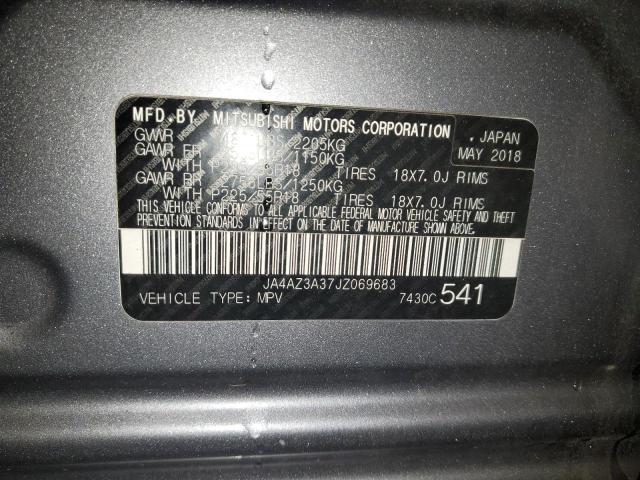 MFD.BY MITSUBISHI MOTORS CORPORATION
JAPAN
MAY 2018
GVWR 2205KG
GAWR FR 1150KG
WITH TIRES 18X7.0J RIMS
GAWR RR 1250KG
WITH P225/55R18 TIRES 18X7.0J RIMS
THIS VEHICLE CONFORMS TO ALL APPLICABLE FEDERAL MOTOR VEHICLE SAFETY AND THEFT
PREVENTION STANDARDS IN EFFECT ON THE DATE OF MANUFACTURE SHOWN ABOVE.
JA4AZ3A37JZ069683
VEHICLE TYPE: MPV 7430C 541